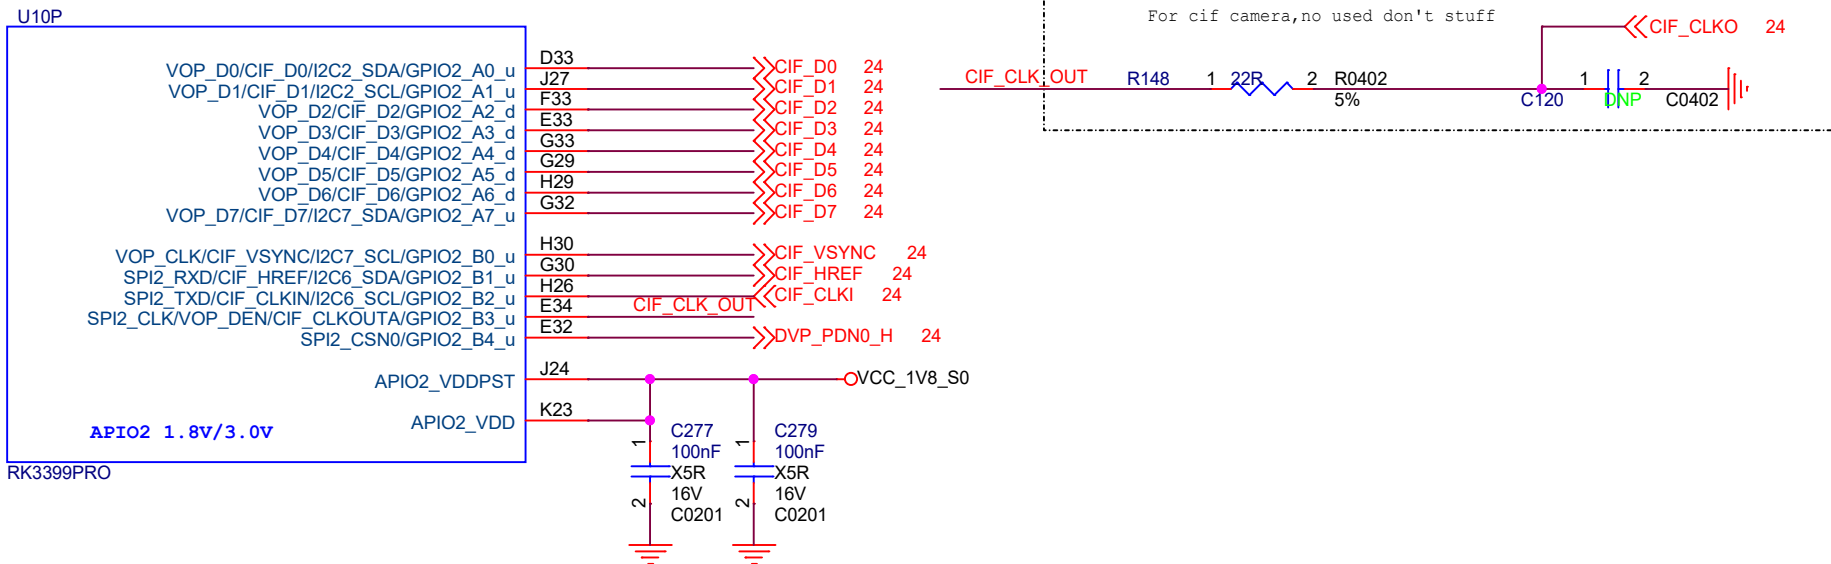 U10P
For cif camera,no used don't stuff
CIF_CLKO 24
VOP_D0/CIF_D0/I2C2_SDA/GPIO2_A0_u D33 CIF_D0 24
VOP_D1/CIF_D1/I2C2_SCL/GPIO2_A1_u J27 CIF_D1 24
VOP_D2/CIF_D2/GPIO2_A2_d F33 CIF_D2 24
VOP_D3/CIF_D3/GPIO2_A3_d E33 CIF_D3 24
VOP_D4/CIF_D4/GPIO2_A4_d G33 CIF_D4 24
VOP_D5/CIF_D5/GPIO2_A5_d G29 CIF_D5 24
VOP_D6/CIF_D6/GPIO2_A6_d H29 CIF_D6 24
VOP_D7/CIF_D7/I2C7_SDA/GPIO2_A7_u G32 CIF_D7 24
CIF_CLK_OUT R148 1 22R 2 R0402 1 2
5% C120 DNP C0402
VOP_CLK/CIF_VSYNC/I2C7_SCL/GPIO2_B0_u H30 CIF_VSYNC 24
SPI2_RXD/CIF_HREF/I2C6_SDA/GPIO2_B1_u G30 CIF_HREF 24
SPI2_TXD/CIF_CLKIN/I2C6_SCL/GPIO2_B2_u H26 CIF_CLKI 24
SPI2_CLK/VOP_DEN/CIF_CLKOUTA/GPIO2_B3_u E34 CIF_CLK_OUT
SPI2_CSN0/GPIO2_B4_u E32 DVP_PDN0_H 24
APIO2_VDDPST J24 VCC_1V8_S0
APIO2_VDD K23
APIO2 1.8V/3.0V
RK3399PRO
1 C277 1 C279
100nF 100nF
X5R X5R
2 16V 2 16V
C0201 C0201